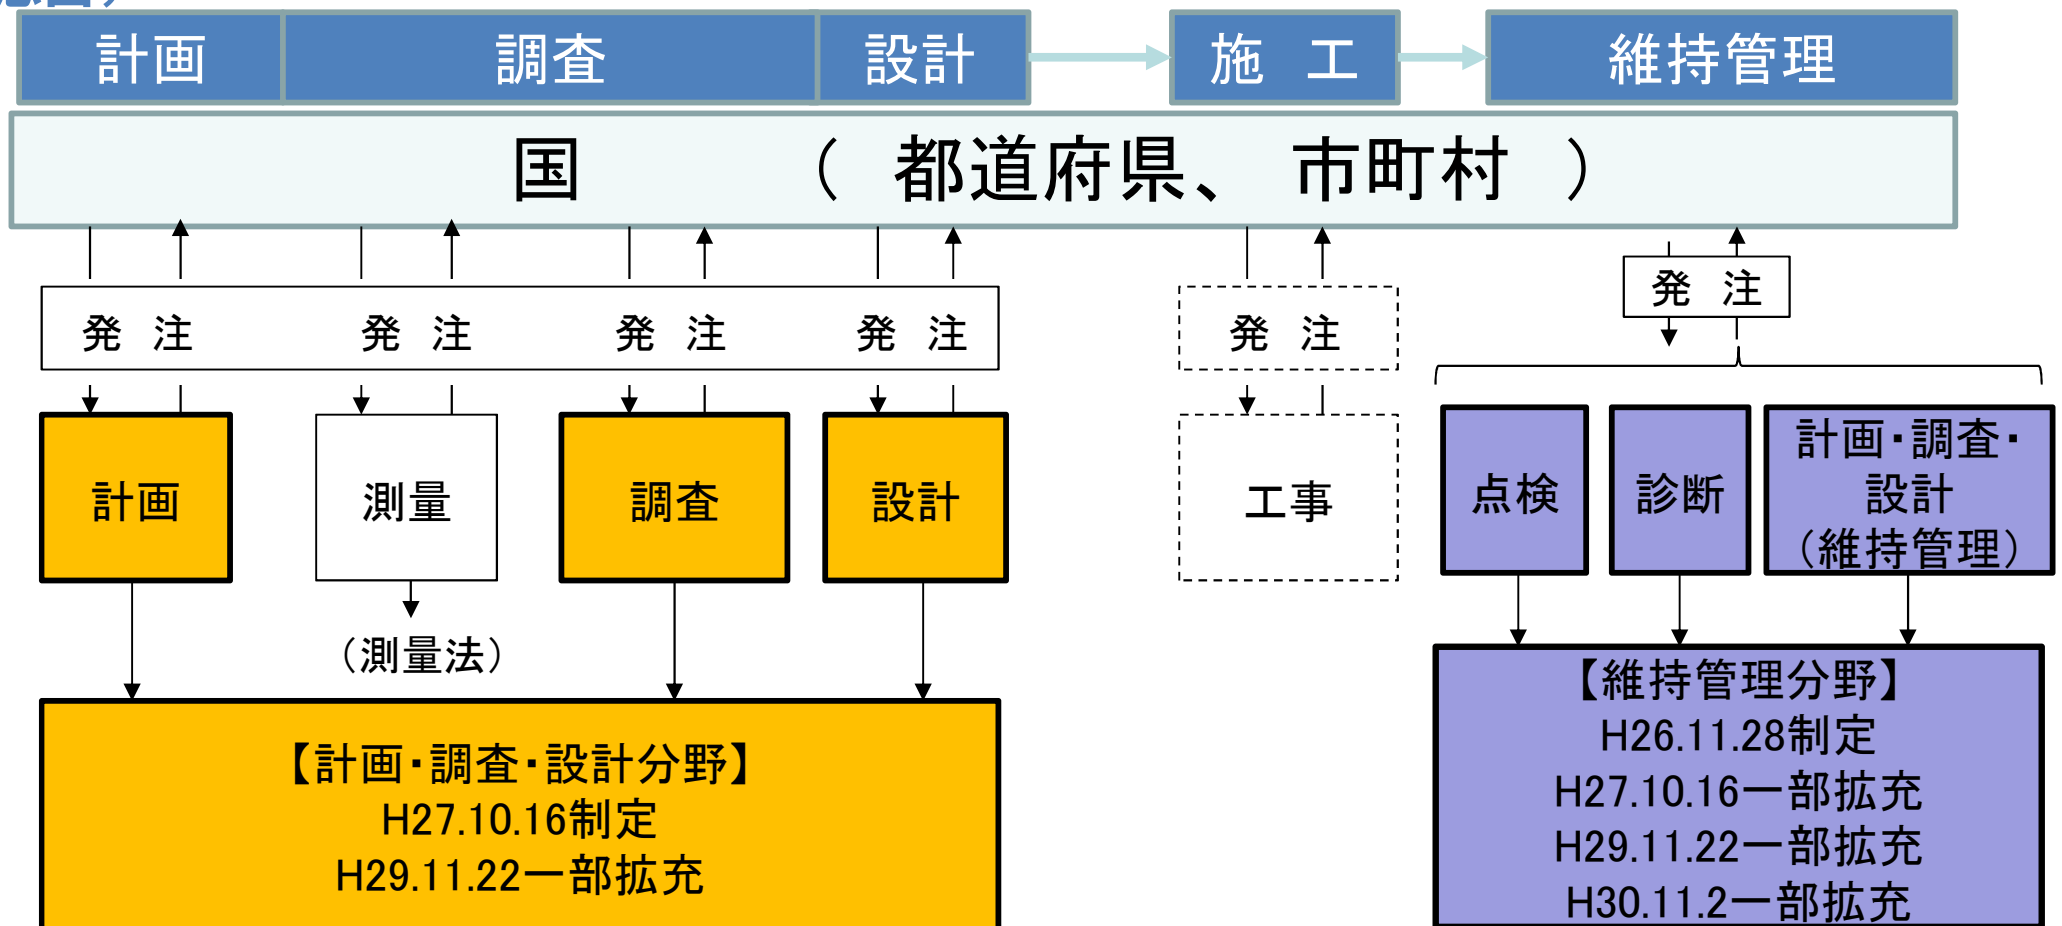 計画 調査 設計 施 工 維持管理
国 （ 都道府県、 市町村 ）
発 注 発 注 発 注 発 注 発 注 発 注
計画
測量
調査
設計
工事
点検
診断
計画・調査・
設計
（維持管理）
（測量法）
【計画・調査・設計分野】
H27.10.16制定
H29.11.22一部拡充
【維持管理分野】
H26.11.28制定
H27.10.16一部拡充
H29.11.22一部拡充
H30.11.2一部拡充